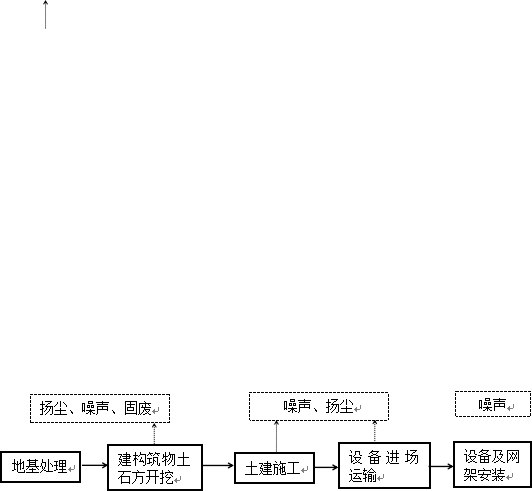 扬尘、噪声、固废
噪声、扬尘
噪声
地基处理
建构筑物土
石方开挖
土建施工
设备进场
运输
设备及网
架安装